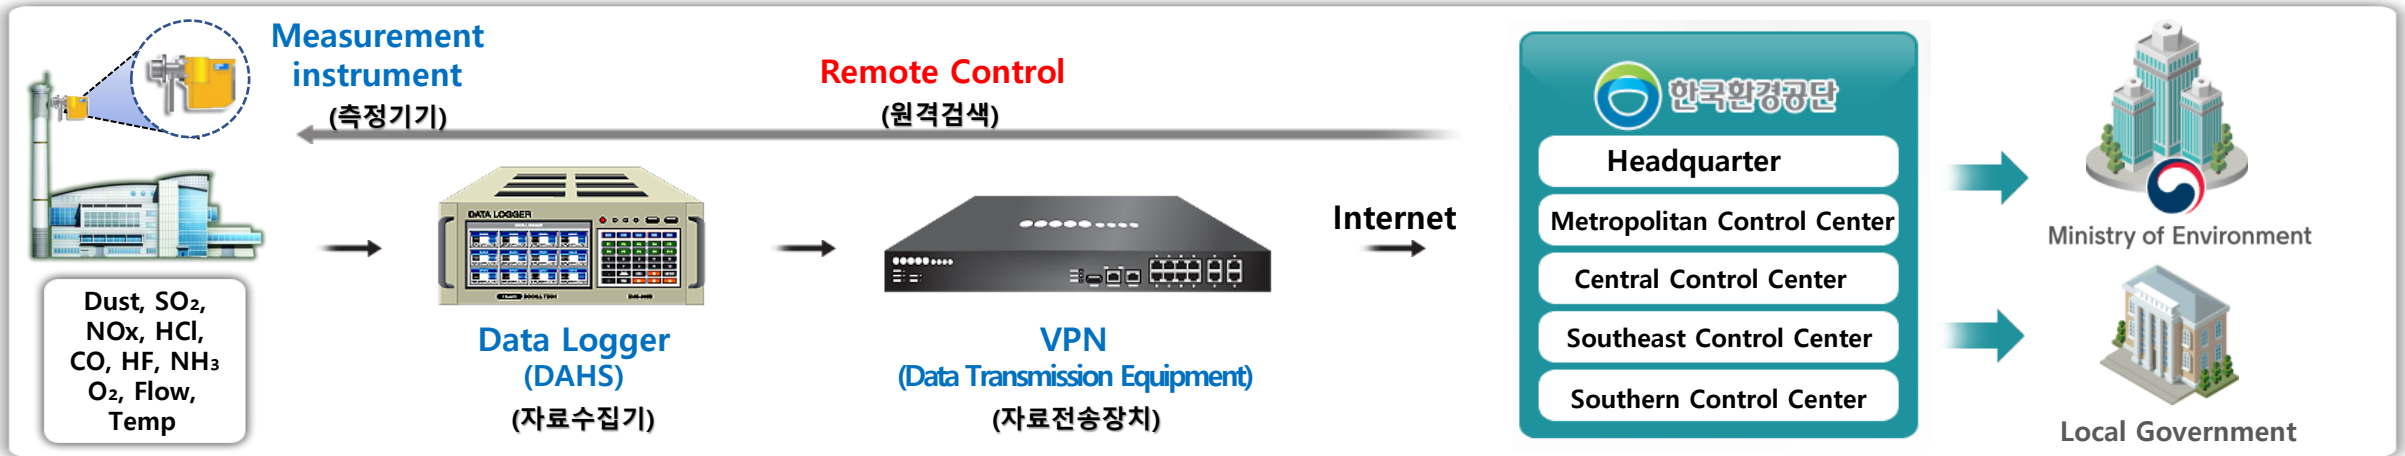 Measurement
instrument
(측정기기)
Remote Control
(원격검색)
Dust, SO₂,
NOx, HCl,
CO, HF, NH₃
O₂, Flow,
Temp
DATA LOGGER
Data Logger
(DAHS)
(자료수집기)
VPN
(Data Transmission Equipment)
(자료전송장치)
Internet
한국환경공단
Headquarter
Metropolitan Control Center
Central Control Center
Southeast Control Center
Southern Control Center
Ministry of Environment
Local Government